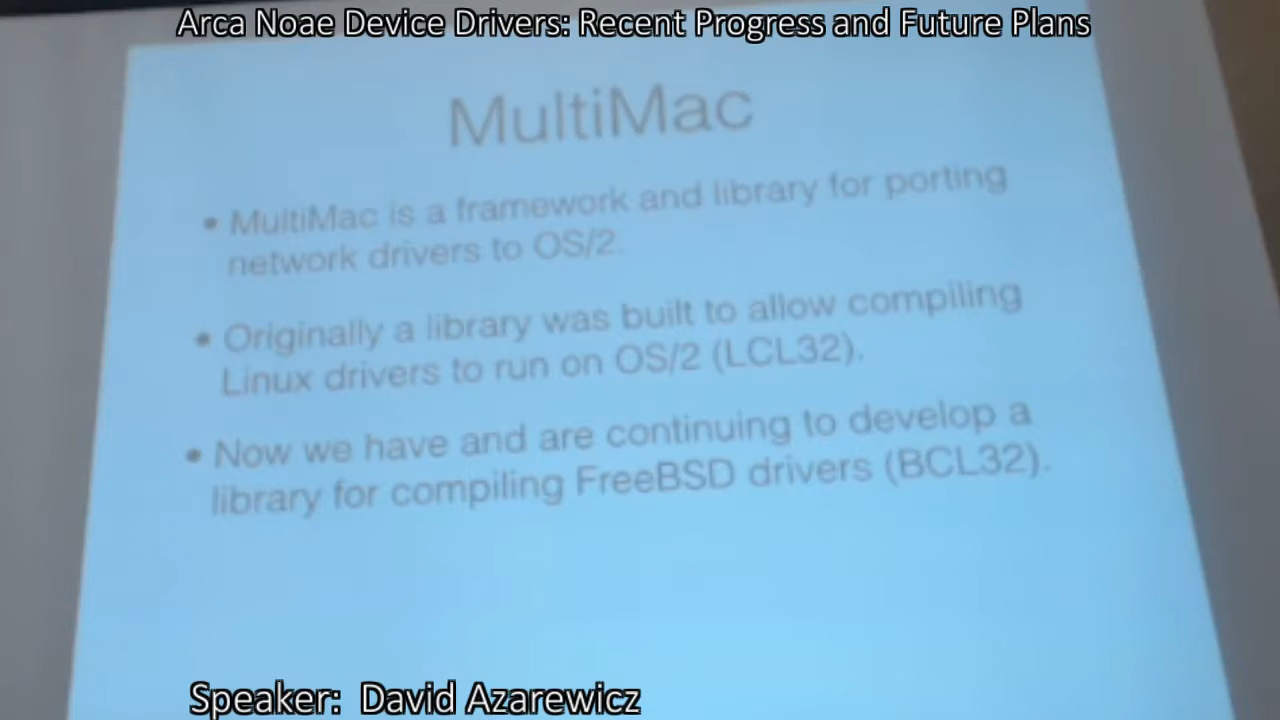 Arca Noae Device Drivers: Recent Progress and Future Plans
MultiMac
• MultiMac is a framework and library for porting
network drivers to OS/2.
• Originally a library was built to allow compiling
Linux drivers to run on OS/2 (LCL32).
• Now we have and are continuing to develop a
library for compiling FreeBSD drivers (BCL32).
Speaker: David Azarewicz